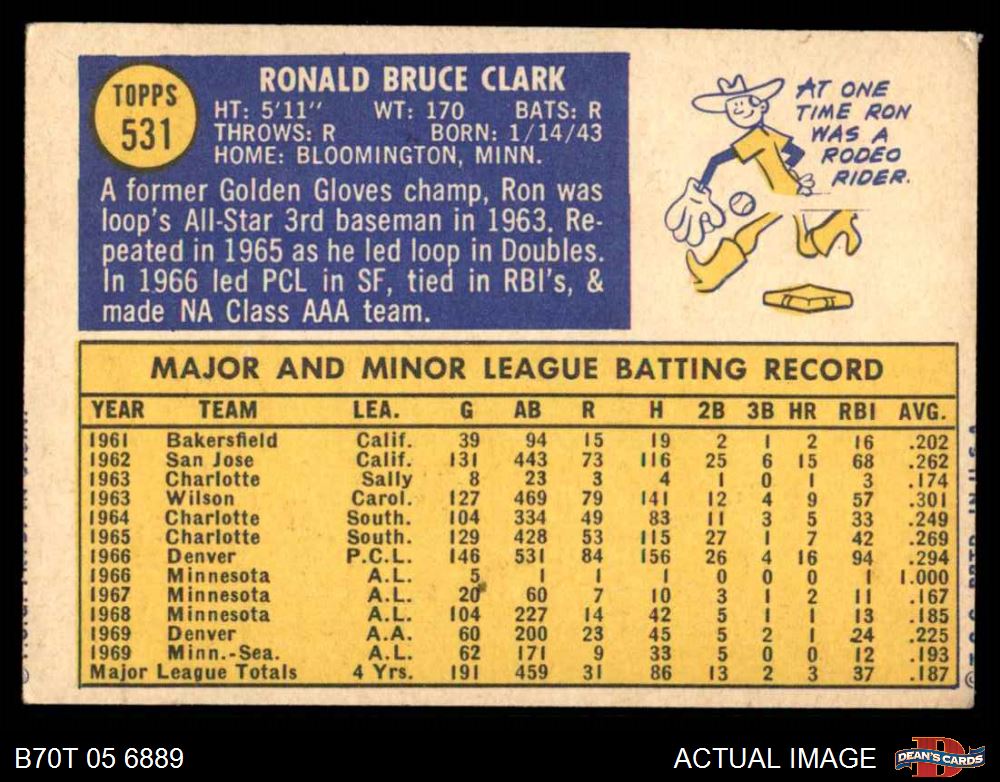 TOPPS
531
RONALD BRUCE CLARK
HT: 5'11" WT: 170 BATS: R
THROWS: R BORN: 1/14/43
HOME: BLOOMINGTON, MINN.
A former Golden Gloves champ, Ron was
loop's All-Star 3rd baseman in 1963. Re-
peated in 1965 as he led loop in Doubles.
In 1966 led PCL in SF, tied in RBI's, &
made NA Class AAA team.
AT ONE
TIME RON
WAS A
RODEO
RIDER.
MAJOR AND MINOR LEAGUE BATTING RECORD
YEAR TEAM LEA. G AB R H 2B 3B HR RBI AVG.
1961 Bakersfield Calif. 39 94 15 19 2 1 2 16 .202
1962 San Jose Calif. 131 443 73 116 25 6 15 68 .262
1963 Charlotte Sally 8 23 3 4 1 0 1 3 .174
1963 Wilson Carol. 127 469 79 141 12 4 9 57 .301
1964 Charlotte South. 104 334 49 83 11 3 5 33 .249
1965 Charlotte South. 129 428 53 115 27 1 7 42 .269
1966 Denver P.C.L. 146 531 84 156 26 4 16 94 .294
1966 Minnesota A.L. 5 1 1 1 0 0 0 1 1.000
1967 Minnesota A.L. 20 60 7 10 3 1 2 11 .167
1968 Minnesota A.L. 104 227 14 42 5 1 1 13 .185
1969 Denver A.A. 60 200 23 45 5 2 1 24 .225
1969 Minn.-Sea. A.L. 62 171 9 33 5 0 0 12 .193
Major League Totals 4 Yrs. 191 459 31 86 13 2 3 37 .187
B70T 05 6889
ACTUAL IMAGE
D
DEAN'S CARDS